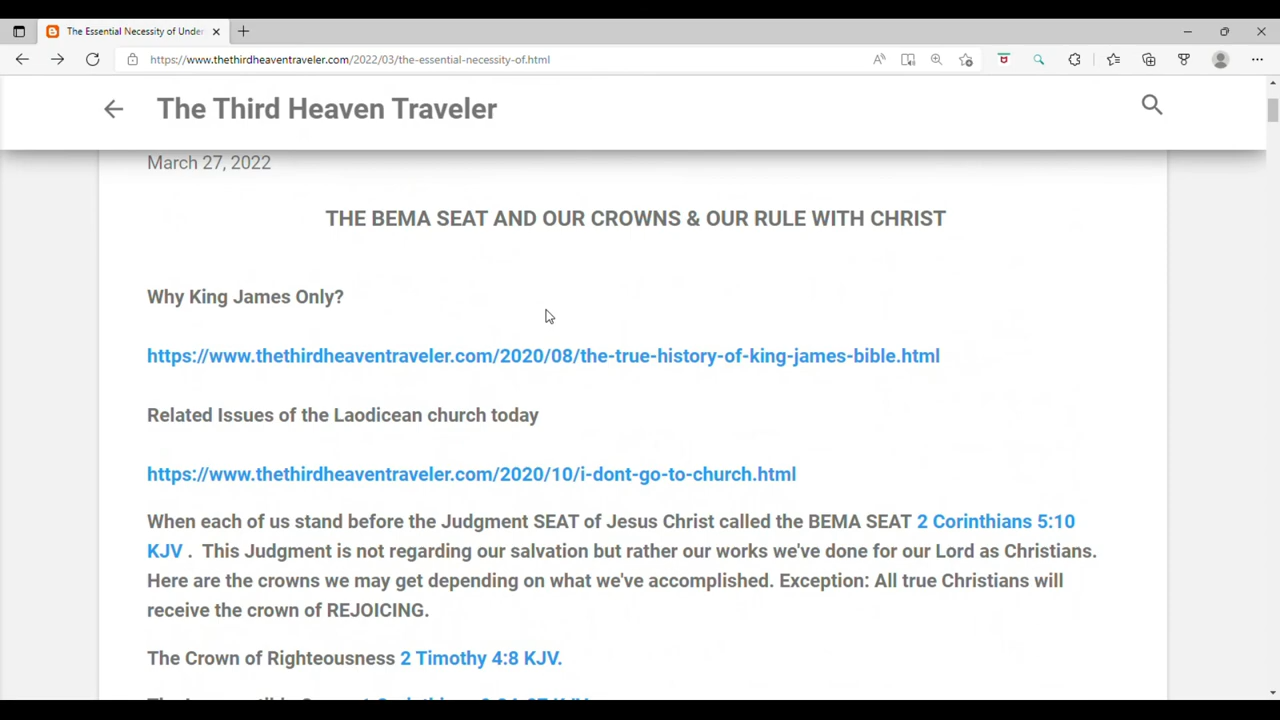 The Essential Necessity of Under
https://www.thethirdheaventraveler.com/2022/03/the-essential-necessity-of.html
The Third Heaven Traveler
March 27, 2022
THE BEMA SEAT AND OUR CROWNS & OUR RULE WITH CHRIST
Why King James Only?
https://www.thethirdheaventraveler.com/2020/08/the-true-history-of-king-james-bible.html
Related Issues of the Laodicean church today
https://www.thethirdheaventraveler.com/2020/10/i-dont-go-to-church.html
When each of us stand before the Judgment SEAT of Jesus Christ called the BEMA SEAT 2 Corinthians 5:10
KJV . This Judgment is not regarding our salvation but rather our works we've done for our Lord as Christians.
Here are the crowns we may get depending on what we've accomplished. Exception: All true Christians will
receive the crown of REJOICING.
The Crown of Righteousness 2 Timothy 4:8 KJV.